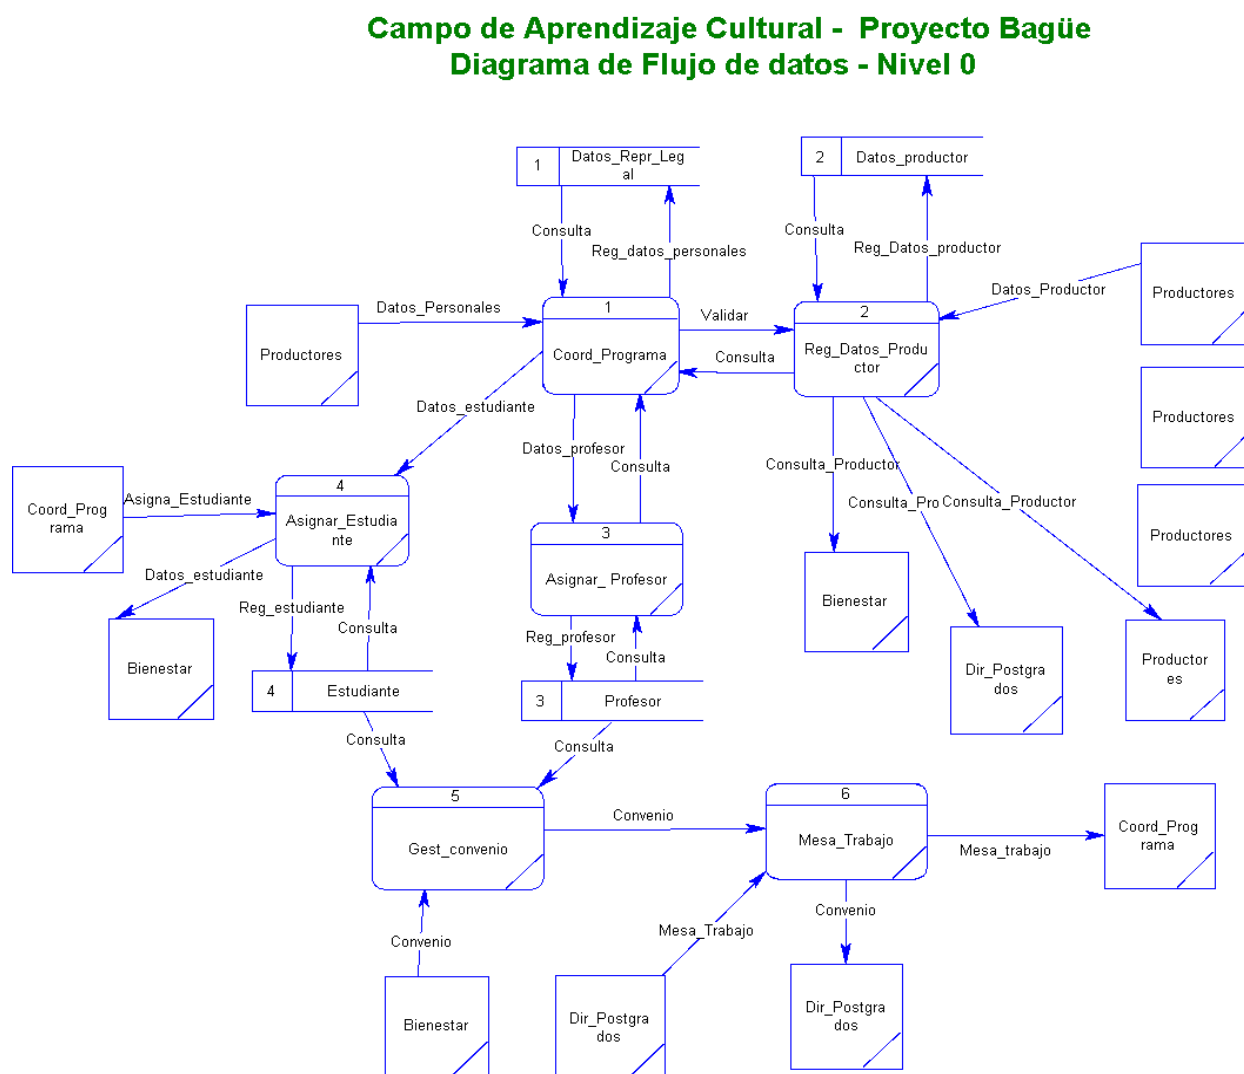 Campo de Aprendizaje Cultural - Proyecto Bagüe
Diagrama de Flujo de datos - Nivel 0
1
Datos_Repr_Leg
al
2
Datos_productor
Consulta
Reg_datos_personales
Consulta
Reg_Datos_productor
Productores
Datos_Personales
1
Coord_Programa
Validar
Consulta
2
Reg_Datos_Produ
ctor
Datos_Productor
Productores
Productores
Productores
Datos_estudiante
Datos_profesor
Consulta
Consulta_Productor
Consulta_Pro
Consulta_Productor
Coord_Prog
rama
Asigna_Estudiante
4
Asignar_Estudia
nte
3
Asignar_ Profesor
Datos_estudiante
Reg_estudiante
Consulta
Reg_profesor
Consulta
Bienestar
Bienestar
Dir_Postgra
dos
Productor
es
4
Estudiante
3
Profesor
Consulta
Consulta
5
Gest_convenio
Convenio
6
Mesa_Trabajo
Mesa_trabajo
Coord_Prog
rama
Convenio
Mesa_Trabajo
Convenio
Bienestar
Dir_Postgra
dos
Dir_Postgra
dos